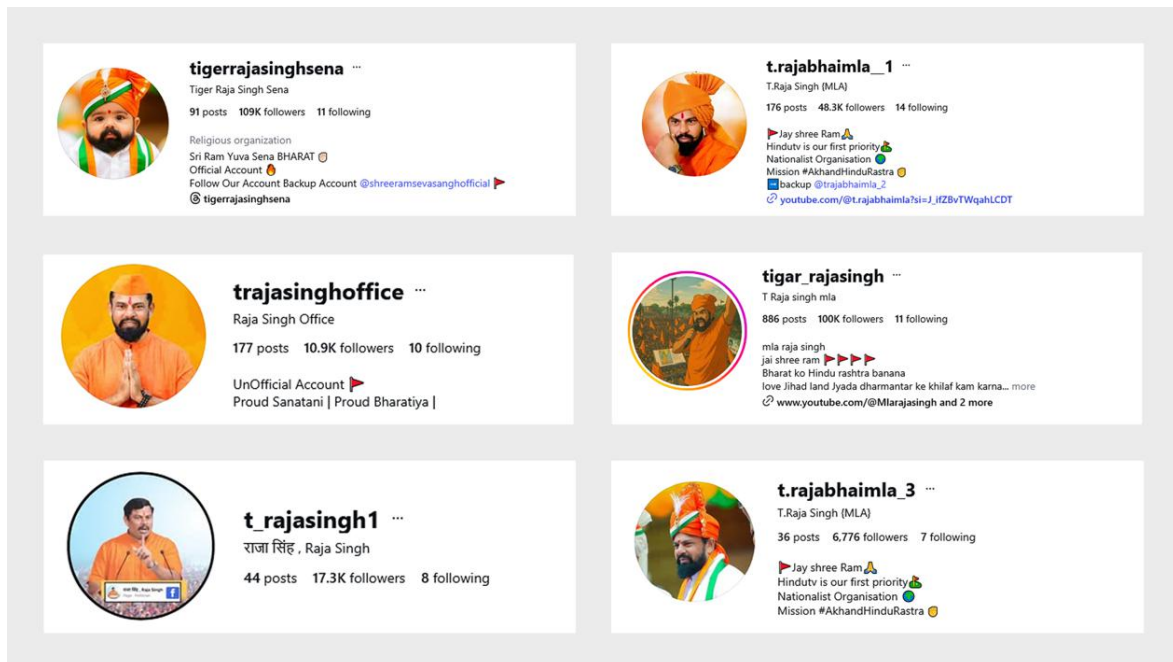 tigerrajasinghsena ...
Tiger Raja Singh Sena
91 posts 109K followers 11 following
Religious organization
Sri Ram Yuva Sena BHARAT
Official Account 🔥
Follow Our Account Backup Account @shreeramsevasanghofficial 🚩
tigerrajasinghsena
t.rajabhaimla__1 ...
T.Raja Singh (MLA)
176 posts 48.3K followers 14 following
🚩Jay shree Ram🙏
Hindutv is our first priority⛳
Nationalist Organisation 🌏
Mission #AkhandHinduRastra ✊
➡️backup @trajabhaimla_2
youtube.com/@t.rajabhaimla?si=J_ifZBvTWqahLCDT
trajasinghoffice ...
Raja Singh Office
177 posts 10.9K followers 10 following
UnOfficial Account 🚩
Proud Sanatani | Proud Bharatiya |
tigar_rajasingh ...
T Raja singh mla
886 posts 100K followers 11 following
mla raja singh
jai shree ram 🚩🚩🚩🚩
Bharat ko Hindu rashtra banana
love Jihad land Jyada dharmantar ke khilaf kam karna... more
www.youtube.com/@Mlarajasingh and 2 more
t_rajasingh1 ...
राजा सिंह , Raja Singh
44 posts 17.3K followers 8 following
राजा सिंह , Raja Singh
t.rajabhaimla_3 ...
T.Raja Singh (MLA)
36 posts 6,776 followers 7 following
🚩Jay shree Ram🙏
Hindutv is our first priority⛳
Nationalist Organisation 🌏
Mission #AkhandHinduRastra ✊